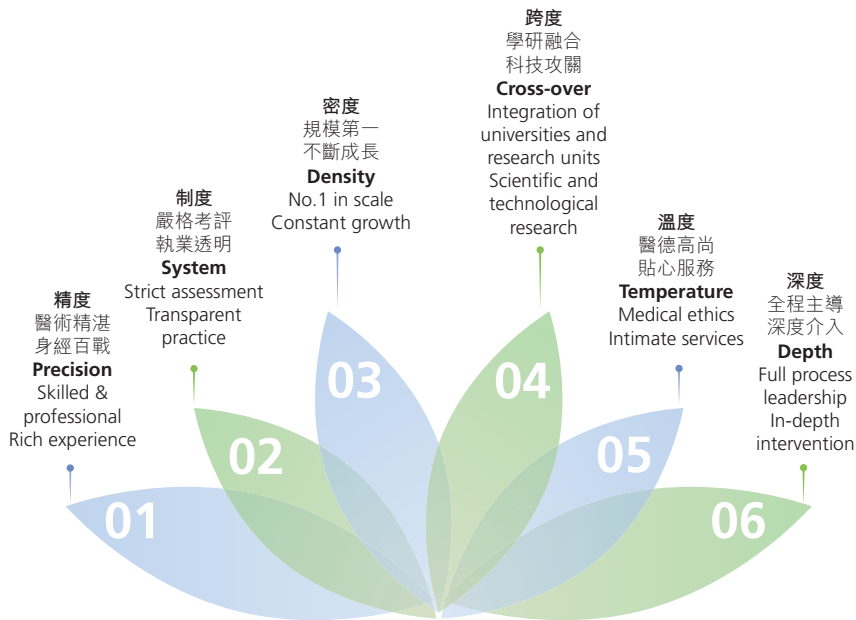 精度
醫術精湛
身經百戰
Precision
Skilled &
professional
Rich experience
01
制度
嚴格考評
執業透明
System
Strict assessment
Transparent
practice
02
密度
規模第一
不斷成長
Density
No.1 in scale
Constant growth
03
跨度
學研融合
科技攻關
Cross-over
Integration of
universities and
research units
Scientific and
technological
research
04
溫度
醫德高尚
貼心服務
Temperature
Medical ethics
Intimate services
05
深度
全程主導
深度介入
Depth
Full process
leadership
In-depth
intervention
06